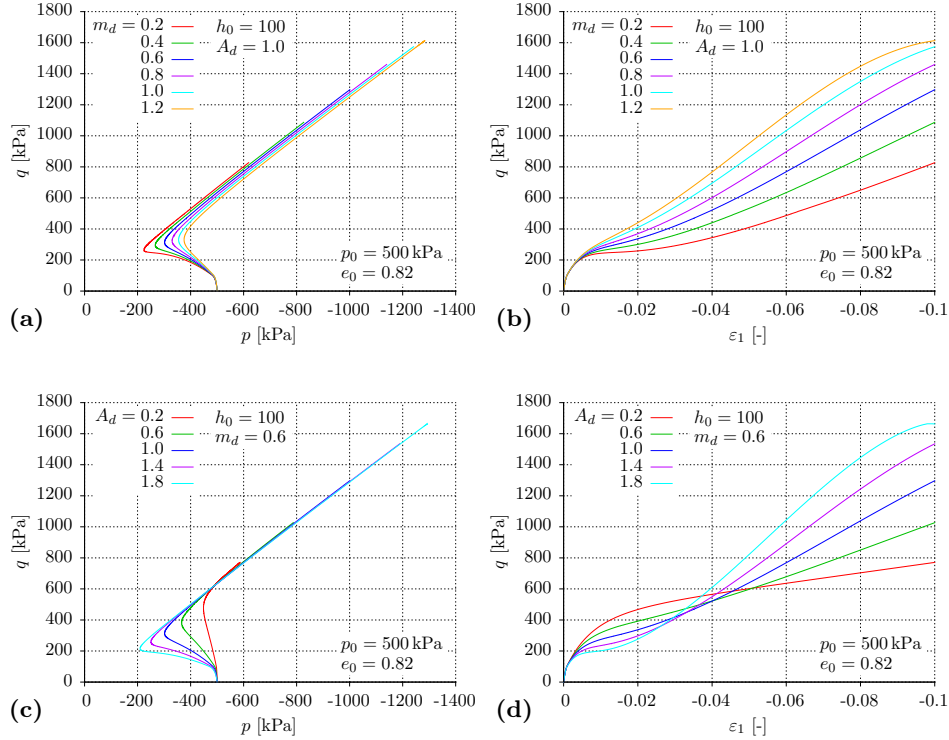 m_d = 0.2
0.4
0.6
0.8
1.0
1.2
h_0 = 100
A_d = 1.0
p_0 = 500 kPa
e_0 = 0.82
q [kPa]
1800
1600
1400
1200
1000
800
600
400
200
0
0 -200 -400 -600 -800 -1000 -1200 -1400
p [kPa]
(a)
m_d = 0.2
0.4
0.6
0.8
1.0
1.2
h_0 = 100
A_d = 1.0
p_0 = 500 kPa
e_0 = 0.82
q [kPa]
1800
1600
1400
1200
1000
800
600
400
200
0
0 -0.02 -0.04 -0.06 -0.08 -0.1
ε_1 [-]
(b)
A_d = 0.2
0.6
1.0
1.4
1.8
h_0 = 100
m_d = 0.6
p_0 = 500 kPa
e_0 = 0.82
q [kPa]
1800
1600
1400
1200
1000
800
600
400
200
0
0 -200 -400 -600 -800 -1000 -1200 -1400
p [kPa]
(c)
A_d = 0.2
0.6
1.0
1.4
1.8
h_0 = 100
m_d = 0.6
p_0 = 500 kPa
e_0 = 0.82
q [kPa]
1800
1600
1400
1200
1000
800
600
400
200
0
0 -0.02 -0.04 -0.06 -0.08 -0.1
ε_1 [-]
(d)